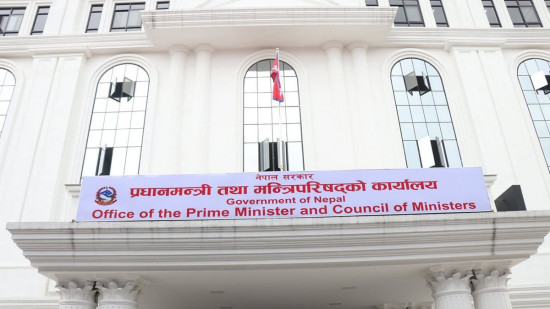 नेपाल सरकार
प्रधानमन्त्री तथा मन्त्रिपरिषद्को कार्यालय
Government of Nepal
Office of the Prime Minister and Council of Ministers